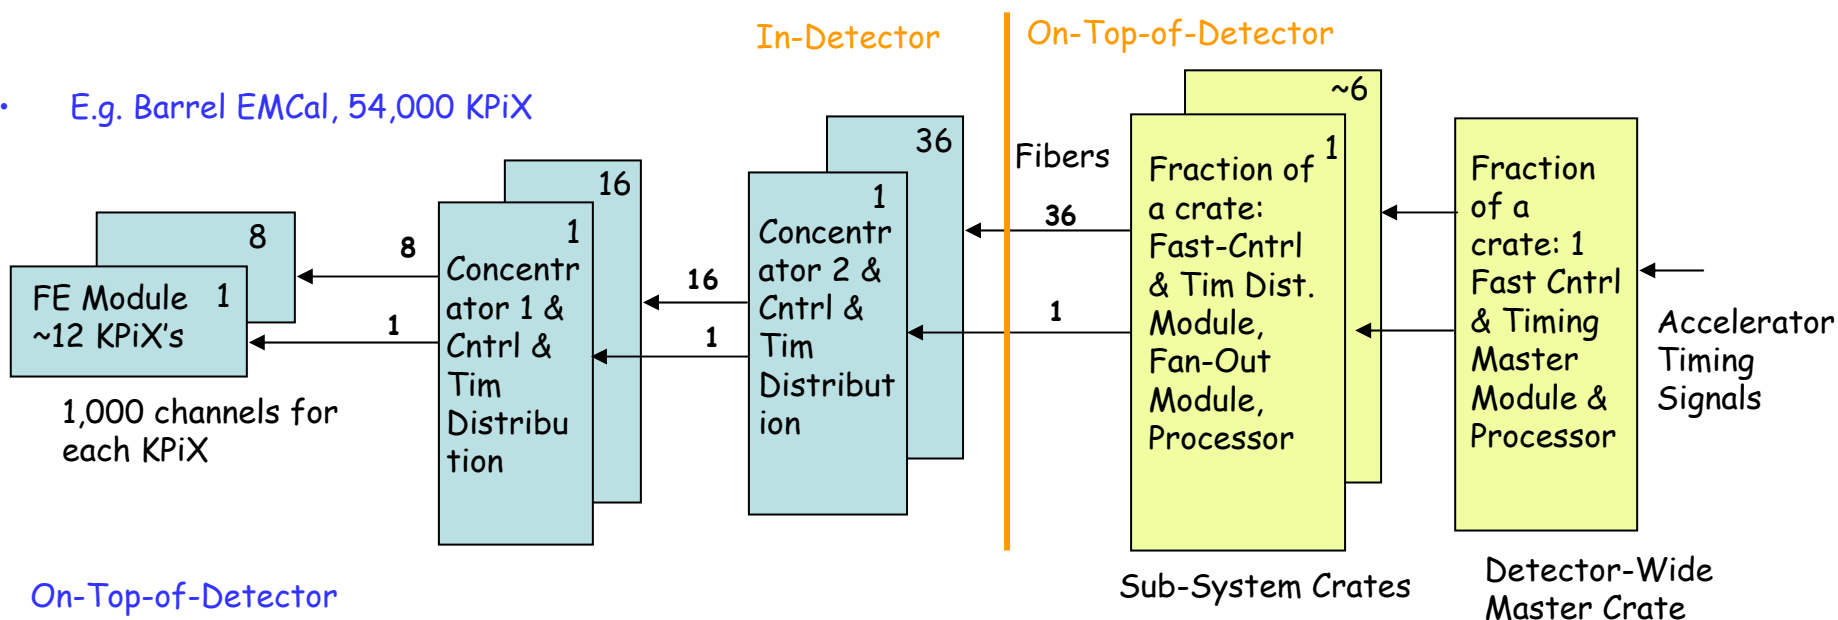 In-Detector
On-Top-of-Detector
• E.g. Barrel EMCal, 54,000 KPiX
8
FE Module 1
~12 KPiX's
1,000 channels for
each KPiX
8
1
16
1
Concentr
ator 1 &
Cntrl &
Tim
Distribu
tion
16
1
36
1
Concentr
ator 2 &
Cntrl &
Tim
Distribut
ion
Fibers
36
1
~6
1
Fraction of
a crate:
Fast-Cntrl
& Tim Dist.
Module,
Fan-Out
Module,
Processor
Sub-System Crates
Fraction
of a
crate: 1
Fast Cntrl
& Timing
Master
Module &
Processor
Detector-Wide
Master Crate
Accelerator
Timing
Signals
On-Top-of-Detector